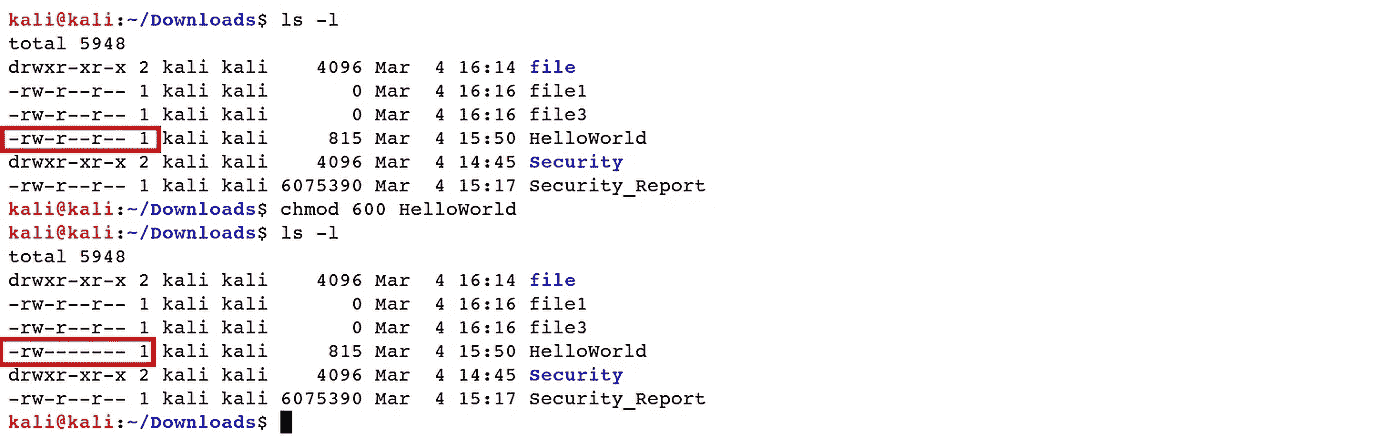 kali@kali:~/Downloads$ ls -l
total 5948
drwxr-xr-x 2 kali kali    4096 Mar  4 16:14 file
-rw-r--r-- 1 kali kali       0 Mar  4 16:16 file1
-rw-r--r-- 1 kali kali       0 Mar  4 16:16 file3
-rw-r--r-- 1 kali kali     815 Mar  4 15:50 HelloWorld
drwxr-xr-x 2 kali kali    4096 Mar  4 14:45 Security
-rw-r--r-- 1 kali kali 6075390 Mar  4 15:17 Security_Report
kali@kali:~/Downloads$ chmod 600 HelloWorld
kali@kali:~/Downloads$ ls -l
total 5948
drwxr-xr-x 2 kali kali    4096 Mar  4 16:14 file
-rw-r--r-- 1 kali kali       0 Mar  4 16:16 file1
-rw-r--r-- 1 kali kali       0 Mar  4 16:16 file3
-rw------- 1 kali kali     815 Mar  4 15:50 HelloWorld
drwxr-xr-x 2 kali kali    4096 Mar  4 14:45 Security
-rw-r--r-- 1 kali kali 6075390 Mar  4 15:17 Security_Report
kali@kali:~/Downloads$